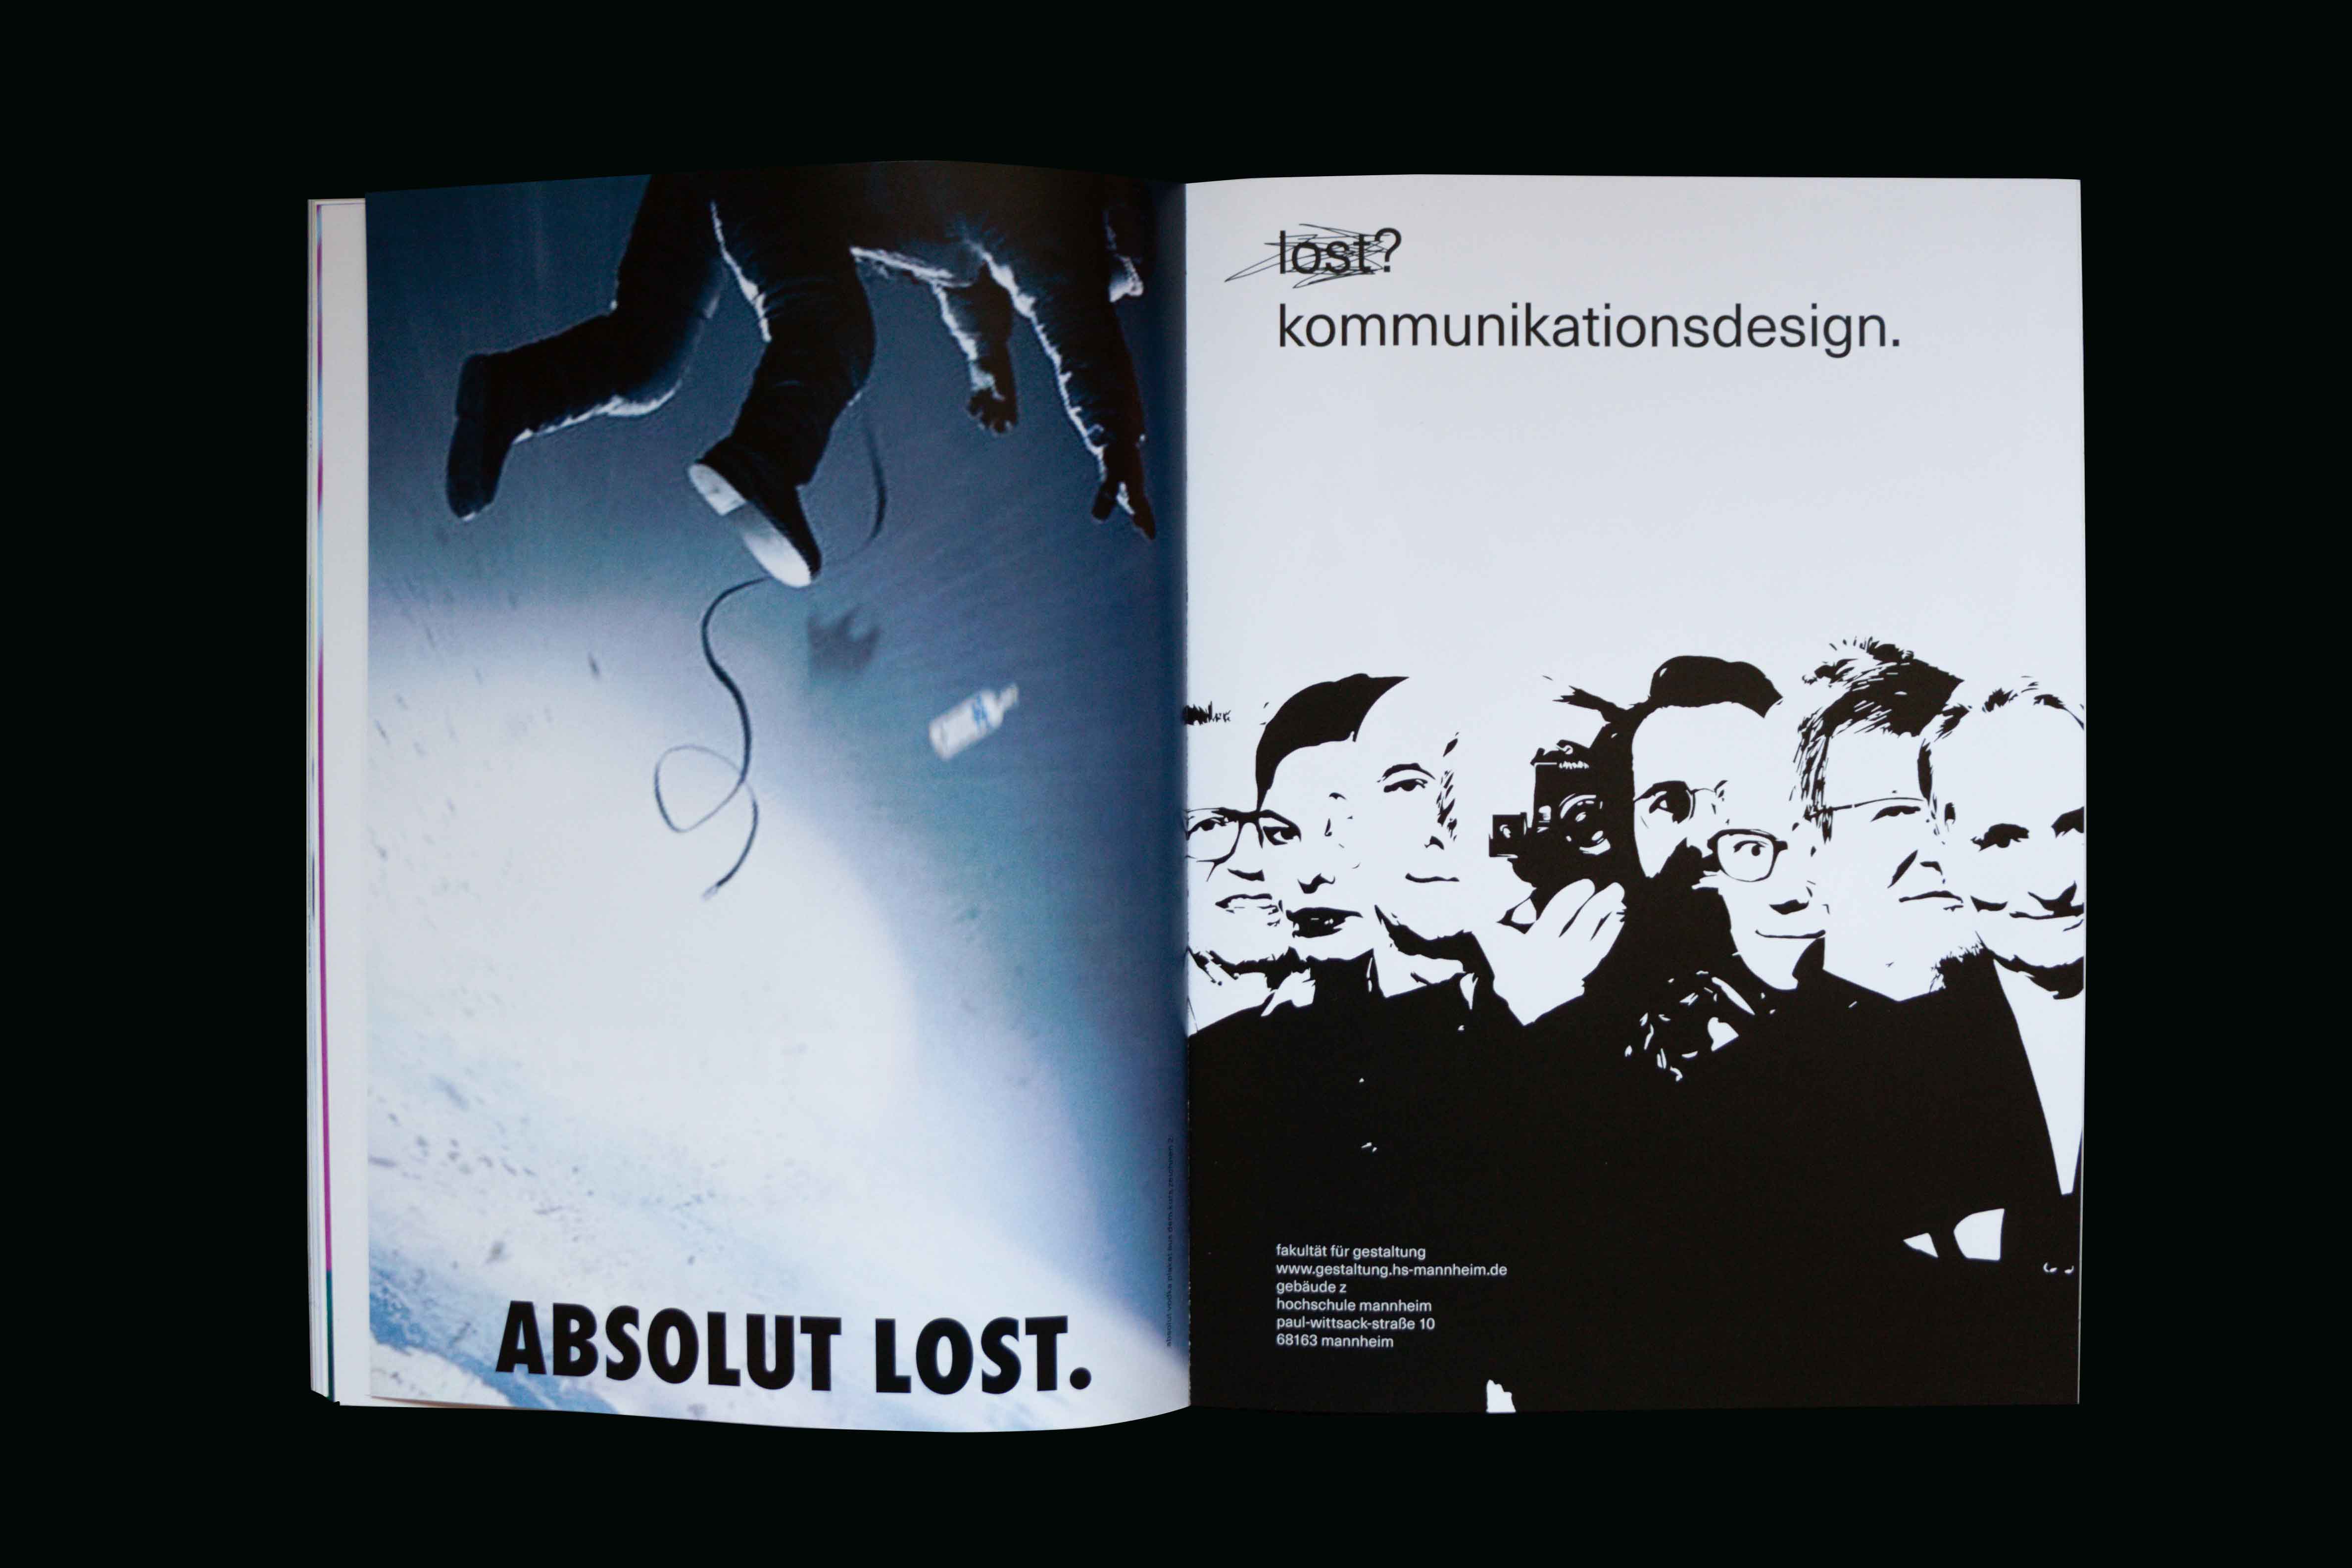 ABSOLUT LOST.
lost?
kommunikationsdesign.
fakultät für gestaltung
www.gestaltung.hs-mannheim.de
gebäude z
hochschule mannheim
paul-wittsack-straße 10
68163 mannheim